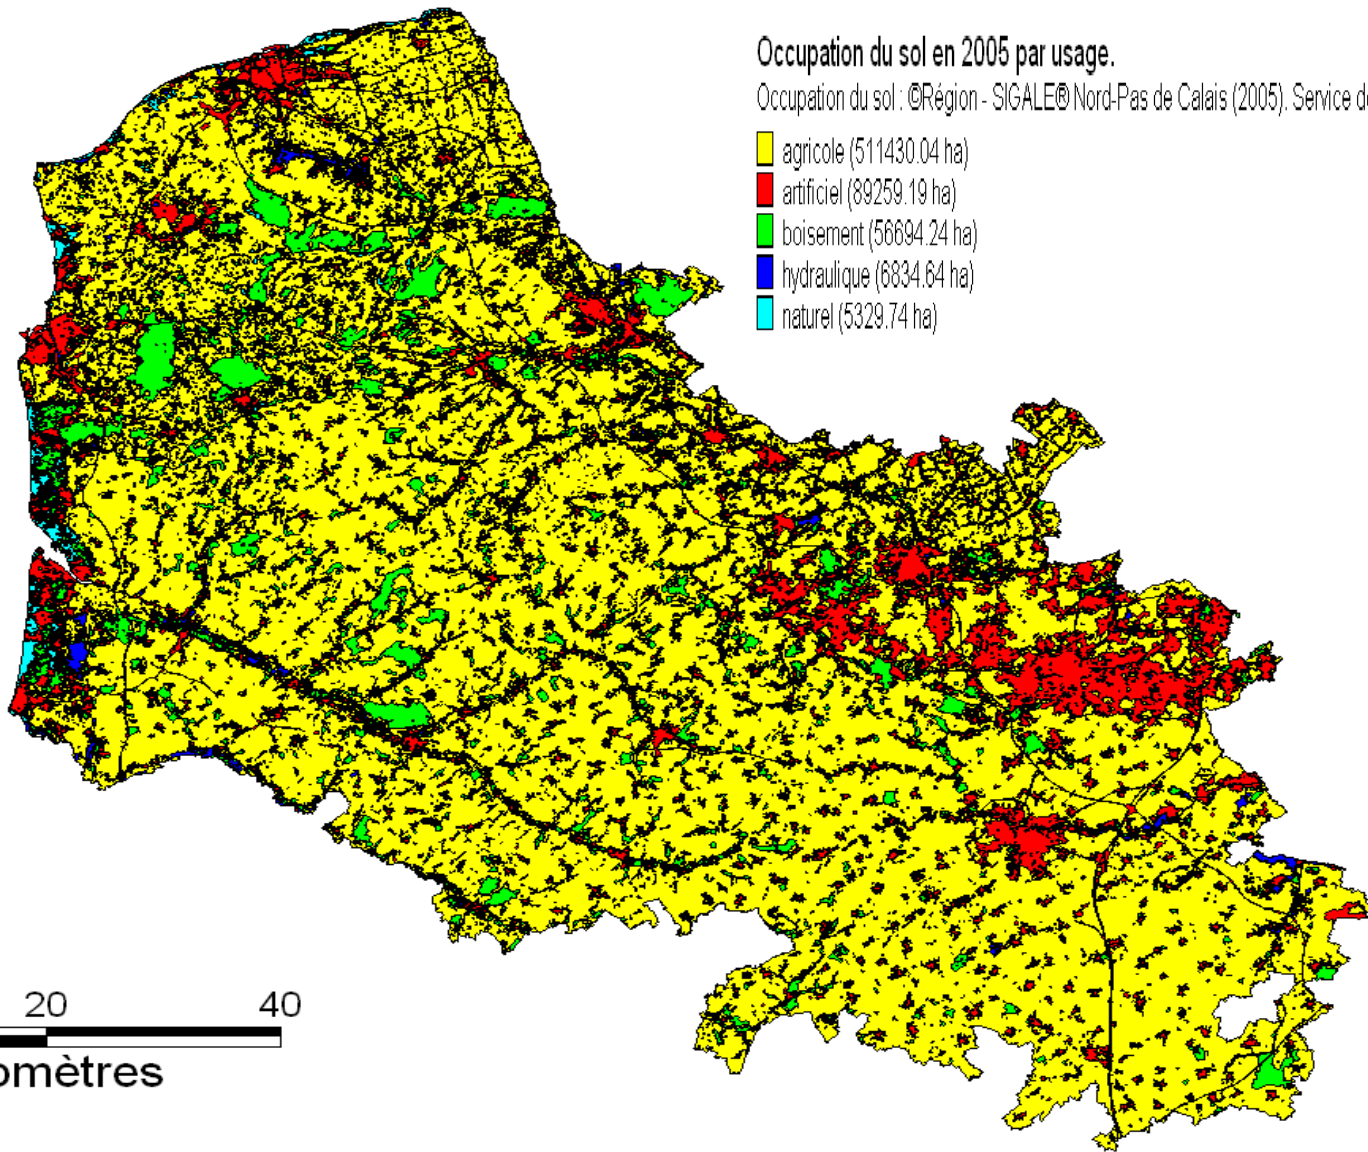 Occupation du sol en 2005 par usage.
Occupation du sol : ©Région - SIGALE® Nord-Pas de Calais (2005). Service de
agricole (511430.04 ha)
artificiel (89259.19 ha)
boisement (56694.24 ha)
hydraulique (6834.64 ha)
naturel (5329.74 ha)
20 40
omètres